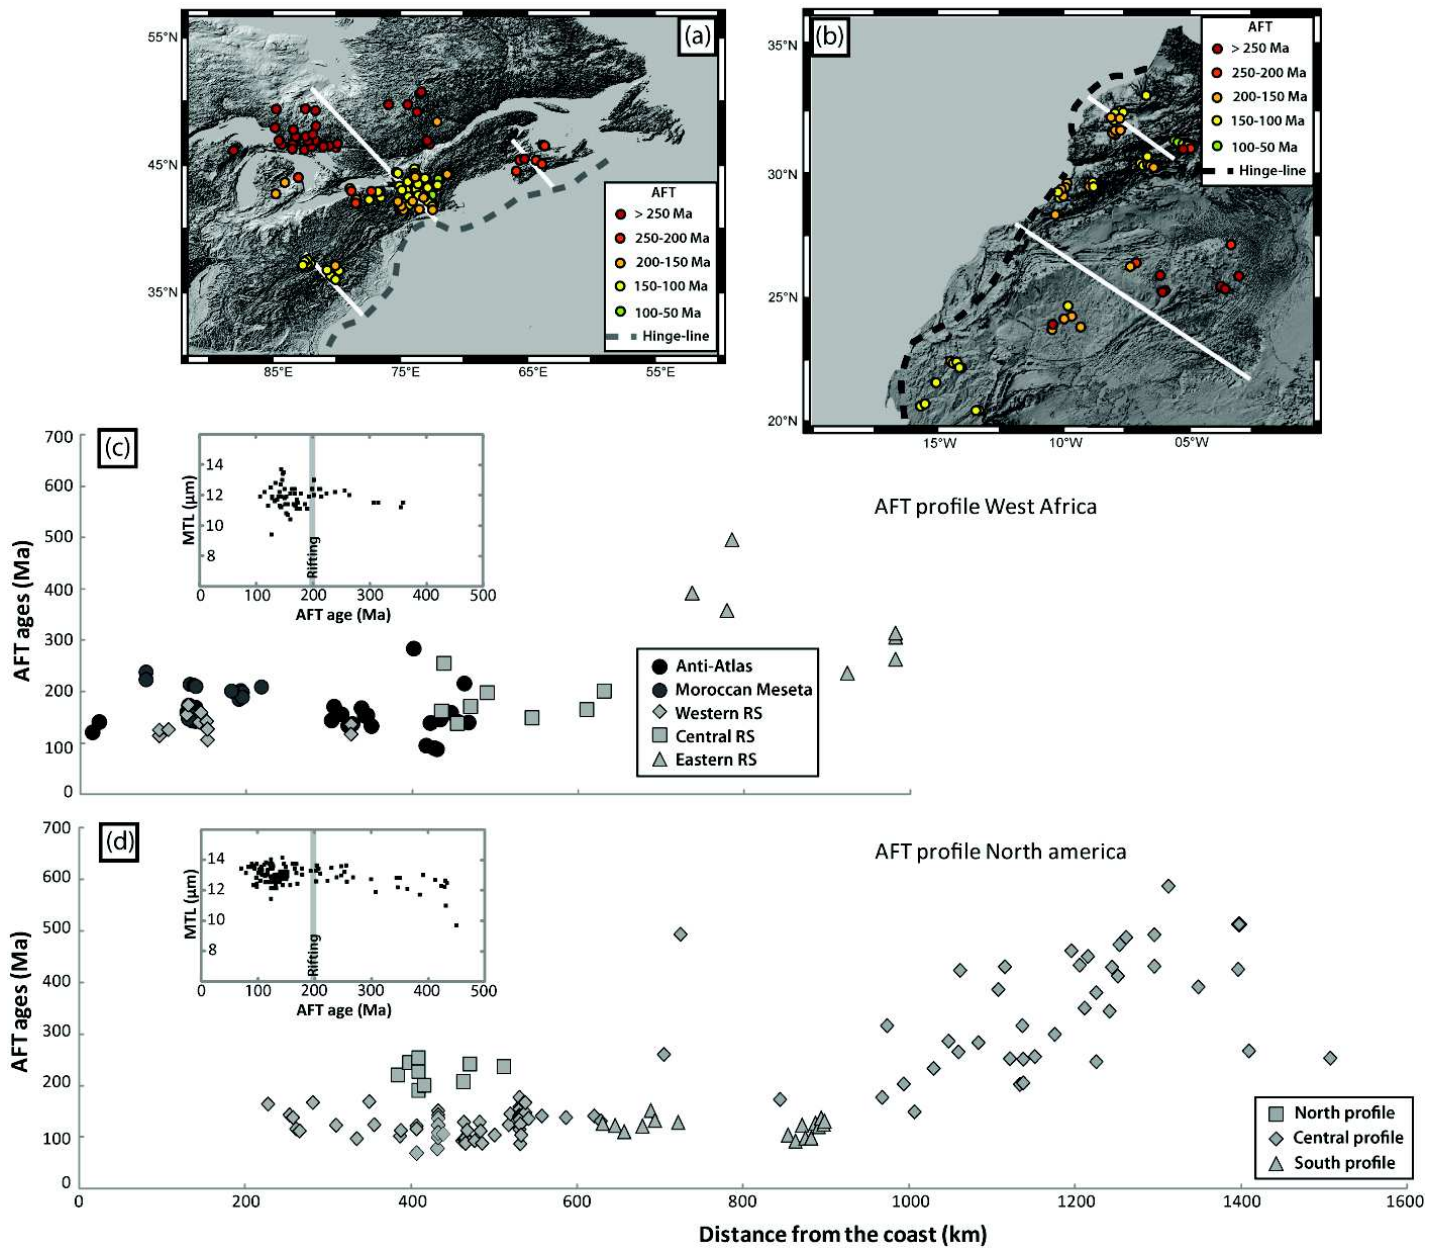 (a)
55°N
45°N
35°N
85°E
75°E
65°E
55°W
AFT
> 250 Ma
250-200 Ma
200-150 Ma
150-100 Ma
100-50 Ma
Hinge-line
(b)
35°N
30°N
25°N
20°N
15°W
10°W
05°W
AFT
> 250 Ma
250-200 Ma
200-150 Ma
150-100 Ma
100-50 Ma
Hinge-line
(c)
AFT profile West Africa
AFT ages (Ma)
700
600
500
400
300
200
100
0
MTL (µm)
14
12
10
8
Rifting
0 100 200 300 400 500
AFT age (Ma)
Anti-Atlas
Moroccan Meseta
Western RS
Central RS
Eastern RS
(d)
AFT profile North america
AFT ages (Ma)
700
600
500
400
300
200
100
0
MTL (µm)
14
12
10
8
Rifting
0 100 200 300 400 500
AFT age (Ma)
North profile
Central profile
South profile
0 200 400 600 800 1000 1200 1400 1600
Distance from the coast (km)